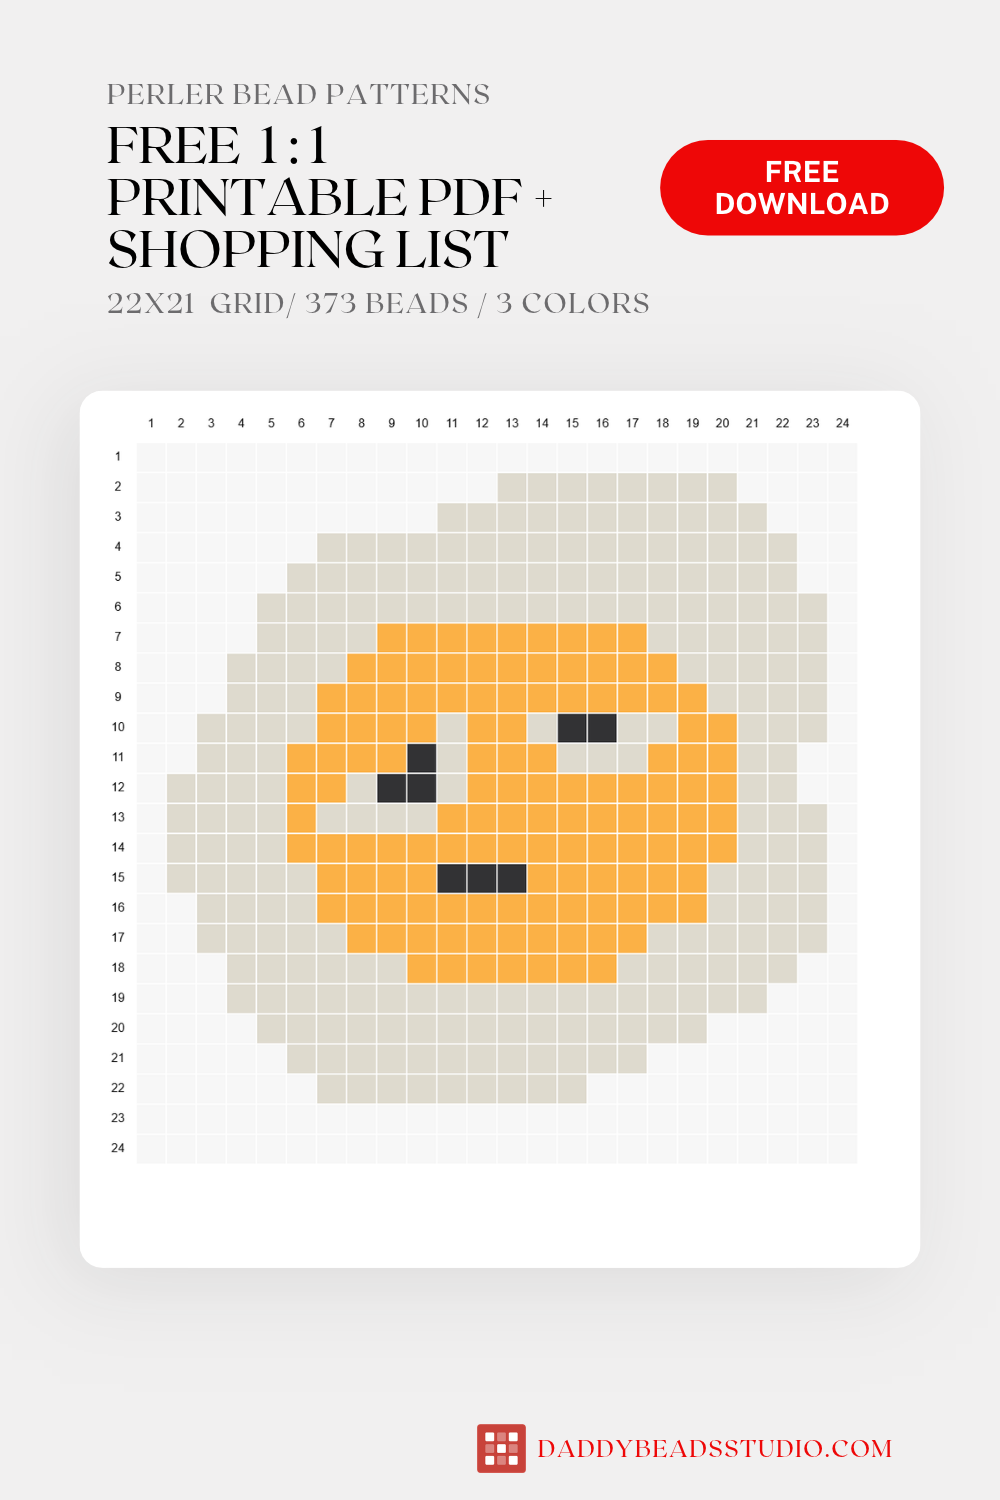 PERLER BEAD PATTERNS
FREE 1:1
PRINTABLE PDF +
SHOPPING LIST
22X21 GRID/ 373 BEADS / 3 COLORS
FREE
DOWNLOAD
1 2 3 4 5 6 7 8 9 10 11 12 13 14 15 16 17 18 19 20 21 22 23 24
1
2
3
4
5
6
7
8
9
10
11
12
13
14
15
16
17
18
19
20
21
22
23
24
DADDYBEADSSTUDIO.COM